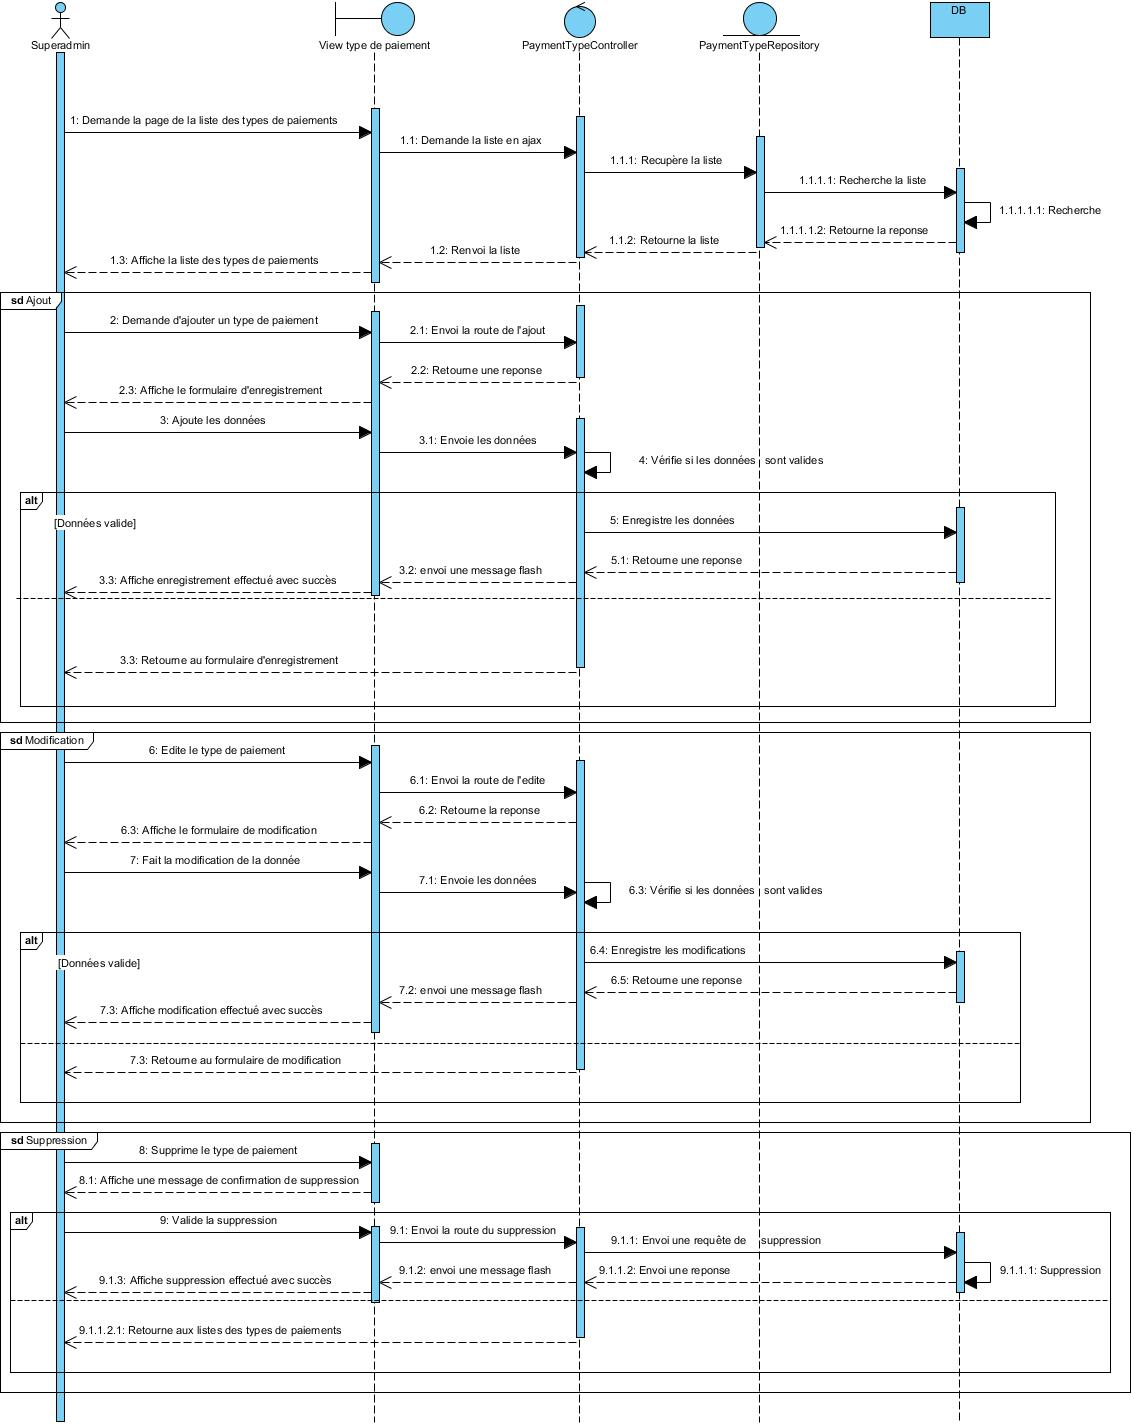 DB
Superadmin
View type de paiement
PaymentTypeController
PaymentTypeRepository
1: Demande la page de la liste des types de paiements
1.1: Demande la liste en ajax
1.1.1: Recupère la liste
1.1.1.1: Recherche la liste
1.1.1.1.1: Recherche
1.1.1.1.2: Retourne la reponse
1.1.2: Retourne la liste
1.2: Renvoi la liste
1.3: Affiche la liste des types de paiements
sd Ajout
2: Demande d'ajouter un type de paiement
2.1: Envoi la route de l'ajout
2.2: Retourne une reponse
2.3: Affiche le formulaire d'enregistrement
3: Ajoute les données
3.1: Envoie les données
4: Vérifie si les données sont valides
alt
[Données valide]
5: Enregistre les données
5.1: Retourne une reponse
3.2: envoi une message flash
3.3: Affiche enregistrement effectué avec succès
3.3: Retourne au formulaire d'enregistrement
sd Modification
6: Edite le type de paiement
6.1: Envoi la route de l'edite
6.2: Retourne la reponse
6.3: Affiche le formulaire de modification
7: Fait la modification de la donnée
7.1: Envoie les données
6.3: Vérifie si les données sont valides
alt
[Données valide]
6.4: Enregistre les modifications
6.5: Retourne une reponse
7.2: envoi une message flash
7.3: Affiche modification effectué avec succès
7.3: Retourne au formulaire de modification
sd Suppression
8: Supprime le type de paiement
8.1: Affiche une message de confirmation de suppression
alt
9: Valide la suppression
9.1: Envoi la route du suppression
9.1.1: Envoi une requête de suppression
9.1.1.1: Suppression
9.1.1.2: Envoi une reponse
9.1.2: envoi une message flash
9.1.3: Affiche suppression effectué avec succès
9.1.1.2.1: Retourne aux listes des types de paiements